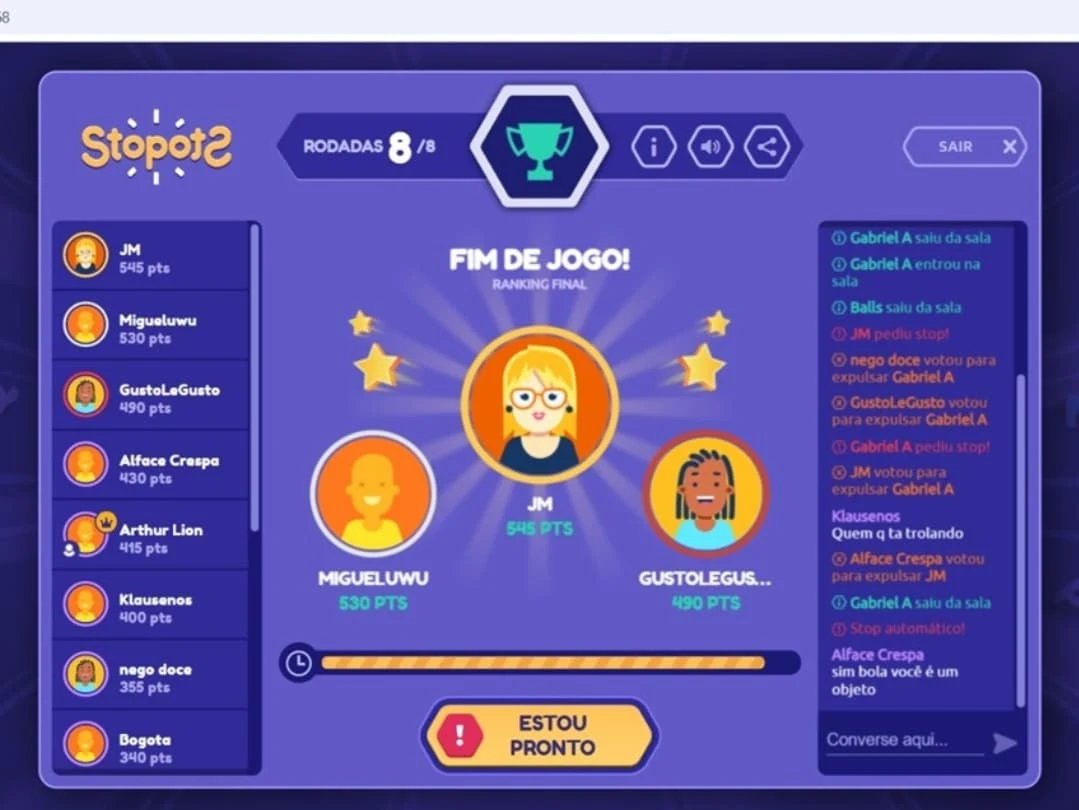 68
StopotS
RODADAS 8 /8
SAIR
JM
545 pts
Migueluwu
530 pts
GustoLeGusto
490 pts
Alface Crespa
430 pts
Arthur Lion
415 pts
Klausenos
400 pts
nego doce
355 pts
Bogota
340 pts
FIM DE JOGO!
RANKING FINAL
JM
545 PTS
MIGUELUWU
530 PTS
GUSTOLEGUS...
490 PTS
ESTOU
PRONTO
Gabriel A saiu da sala
Gabriel A entrou na
sala
Balls saiu da sala
JM pediu stop!
nego doce votou para
expulsar Gabriel A
GustoLeGusto votou
para expulsar Gabriel A
Gabriel A pediu stop!
JM votou para
expulsar Gabriel A
Klausenos
Quem q ta trolando
Alface Crespa votou
para expulsar JM
Gabriel A saiu da sala
Stop automático!
Alface Crespa
sim bola você é um
objeto
Converse aqui...